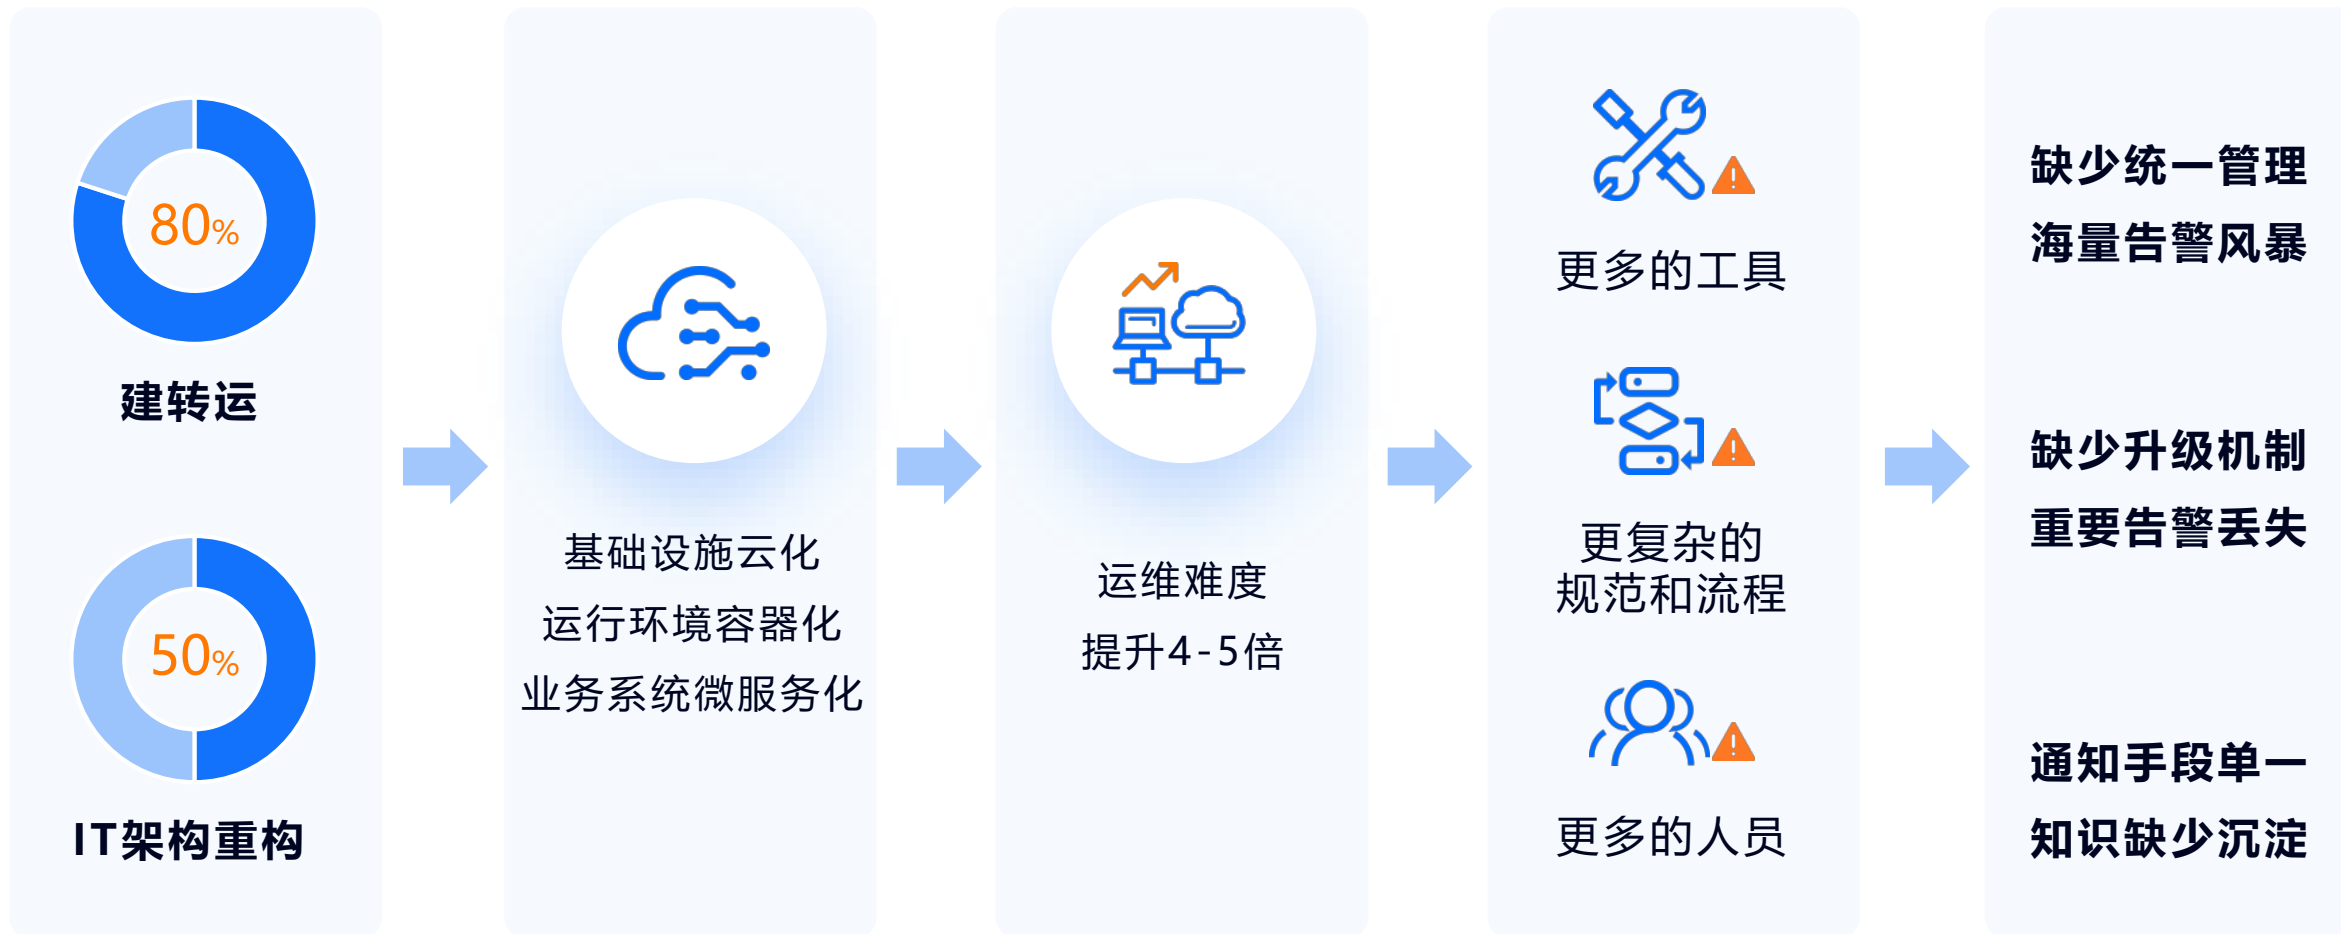 80%
建转运
50%
IT架构重构
基础设施云化
运行环境容器化
业务系统微服务化
运维难度
提升4-5倍
更多的工具
更复杂的
规范和流程
更多的人员
缺少统一管理
海量告警风暴
缺少升级机制
重要告警丢失
通知手段单一
知识缺少沉淀